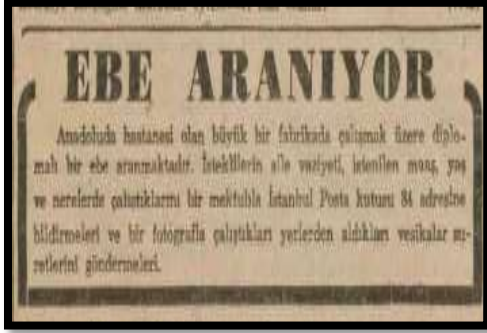 EBE ARANIYOR
Anadoluda hastanesi olan büyük bir fabrikada çalışmak üzere diplo-
malı bir ebe aranmaktadır. İsteklilerin aile vaziyeti, istenilen maaş, yaş
ve nerelerde çalıştıklarını bir mektubla İstanbul Posta kutusu 84 adresine
bildirmeleri ve bir fotoğrafla çalıştıkları yerlerden aldıkları vesikalar su-
retlerini göndermeleri.